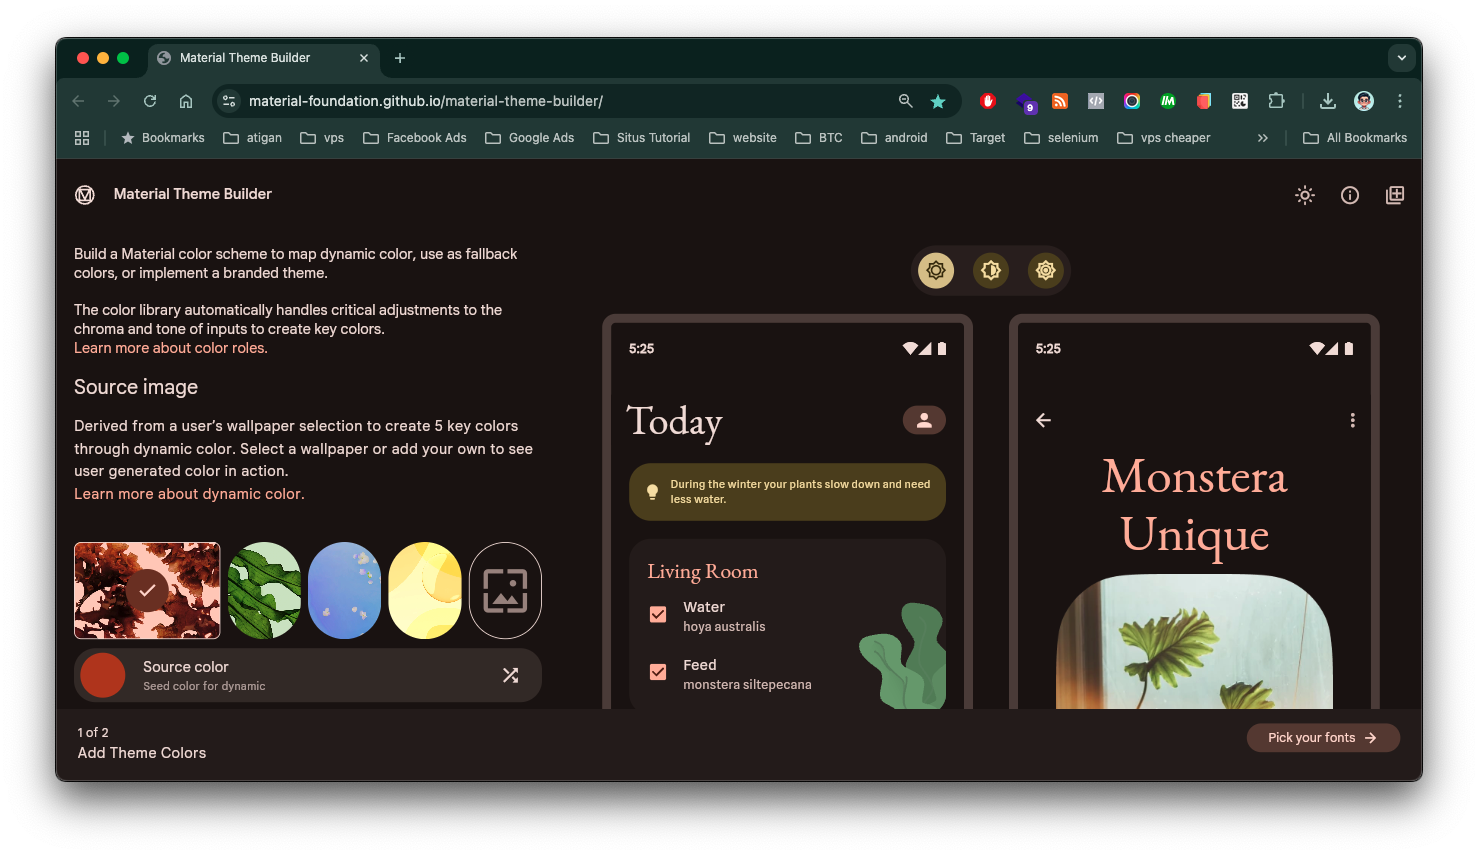 Material Theme Builder
material-foundation.github.io/material-theme-builder/
9
Bookmarks
atigan
vps
Facebook Ads
Google Ads
Situs Tutorial
website
BTC
android
Target
selenium
vps cheaper
All Bookmarks
Material Theme Builder
Build a Material color scheme to map dynamic color, use as fallback
colors, or implement a branded theme.
The color library automatically handles critical adjustments to the
chroma and tone of inputs to create key colors.
Learn more about color roles.
Source image
Derived from a user’s wallpaper selection to create 5 key colors
through dynamic color. Select a wallpaper or add your own to see
user generated color in action.
Learn more about dynamic color.
Source color
Seed color for dynamic
5:25
Today
During the winter your plants slow down and need
less water.
Living Room
Water
hoya australis
Feed
monstera siltepecana
5:25
Monstera
Unique
1 of 2
Add Theme Colors
Pick your fonts